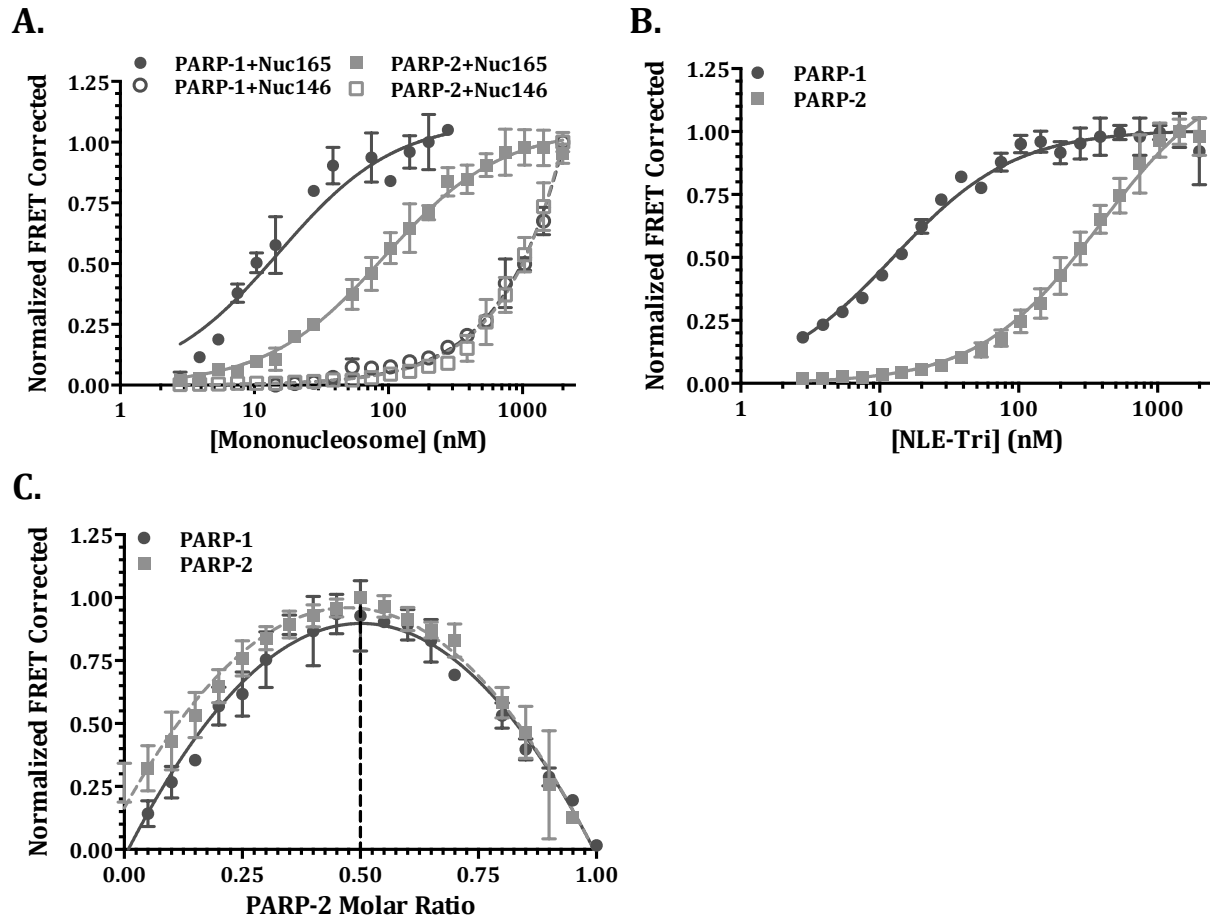 A.
PARP-1+Nuc165 PARP-2+Nuc165
PARP-1+Nuc146 PARP-2+Nuc146
Normalized FRET Corrected
1.25
1.00
0.75
0.50
0.25
0.00
1 10 100 1000
[Mononucleosome] (nM)
B.
PARP-1
PARP-2
Normalized FRET Corrected
1.25
1.00
0.75
0.50
0.25
0.00
1 10 100 1000
[NLE-Tri] (nM)
C.
PARP-1
PARP-2
Normalized FRET Corrected
1.25
1.00
0.75
0.50
0.25
0.00
0.00 0.25 0.50 0.75 1.00
PARP-2 Molar Ratio